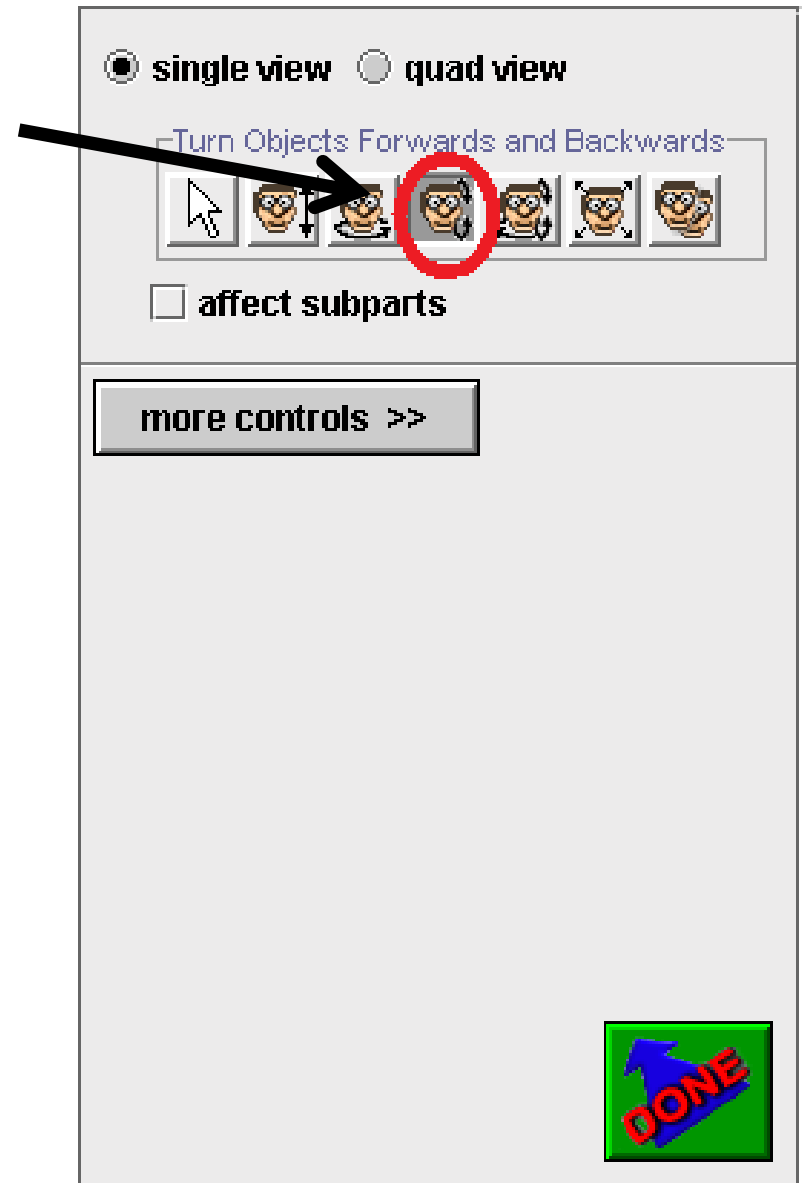 single view quad view
Turn Objects Forwards and Backwards
affect subparts
more controls >>
DONE